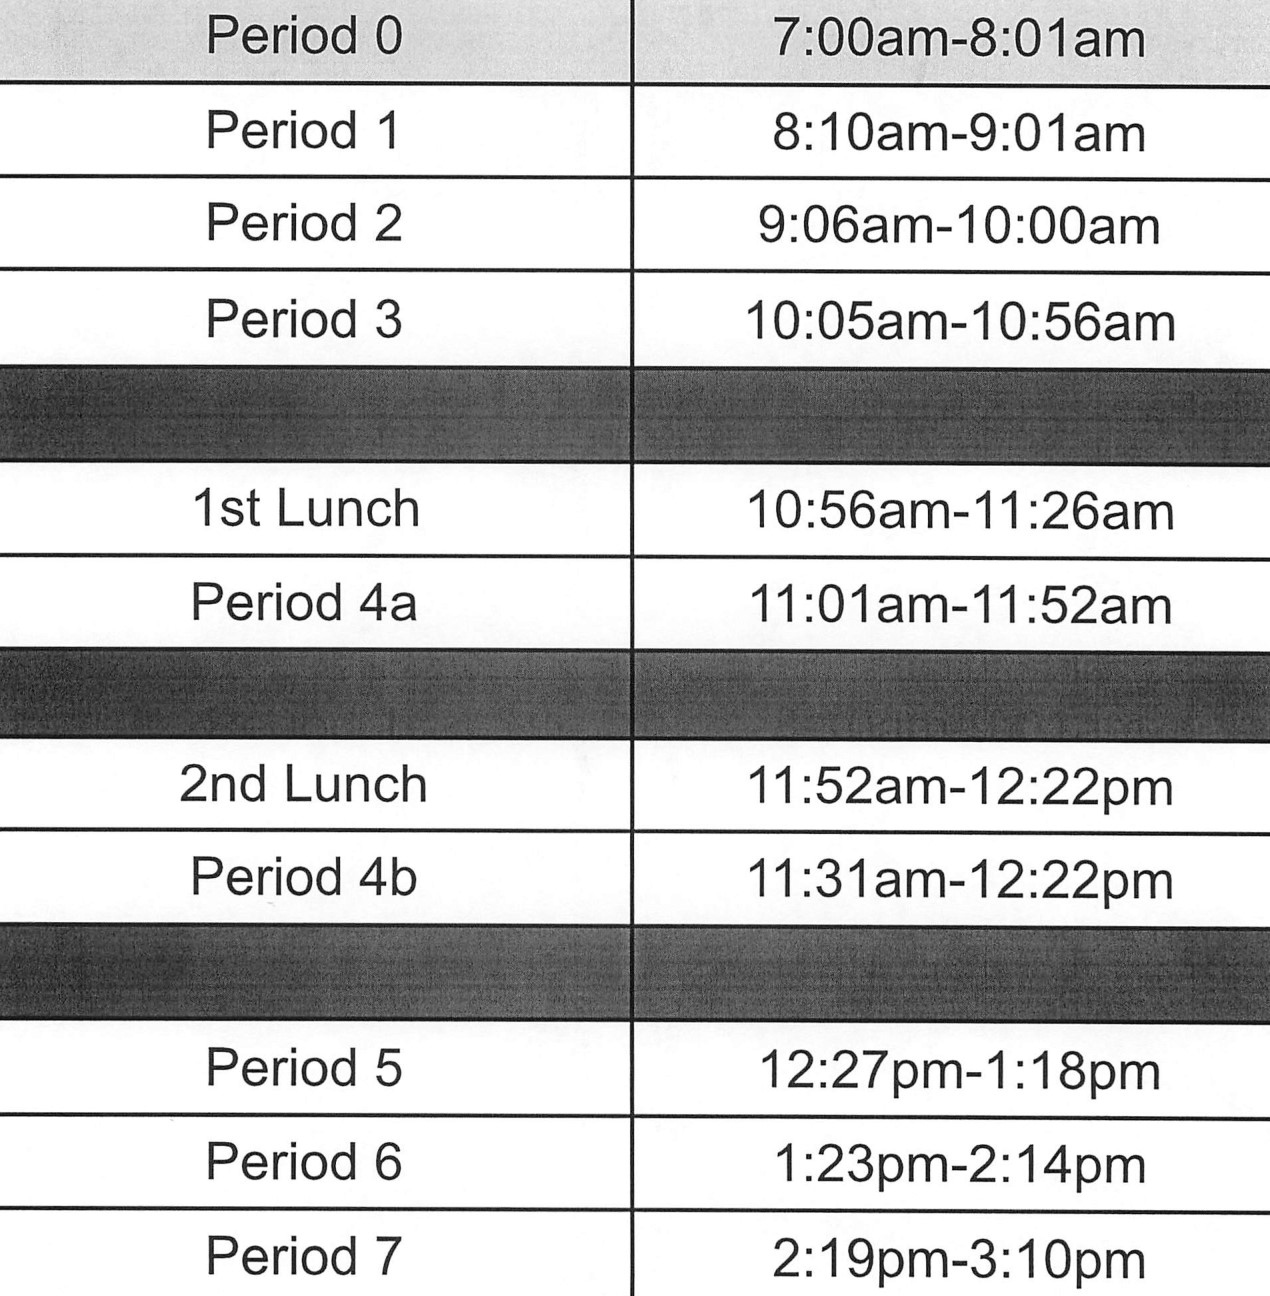 Period 0 7:00am-8:01am
Period 1 8:10am-9:01am
Period 2 9:06am-10:00am
Period 3 10:05am-10:56am
1st Lunch 10:56am-11:26am
Period 4a 11:01am-11:52am
2nd Lunch 11:52am-12:22pm
Period 4b 11:31am-12:22pm
Period 5 12:27pm-1:18pm
Period 6 1:23pm-2:14pm
Period 7 2:19pm-3:10pm